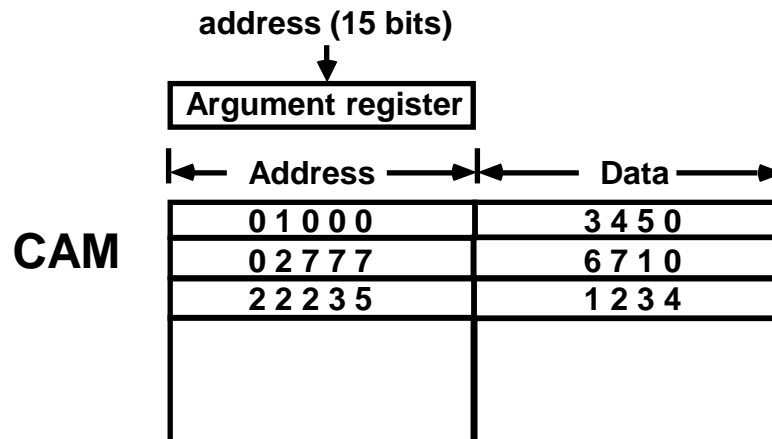 address (15 bits)
Argument register
Address Data
0 1 0 0 0 3 4 5 0
CAM
0 2 7 7 7 6 7 1 0
2 2 2 3 5 1 2 3 4